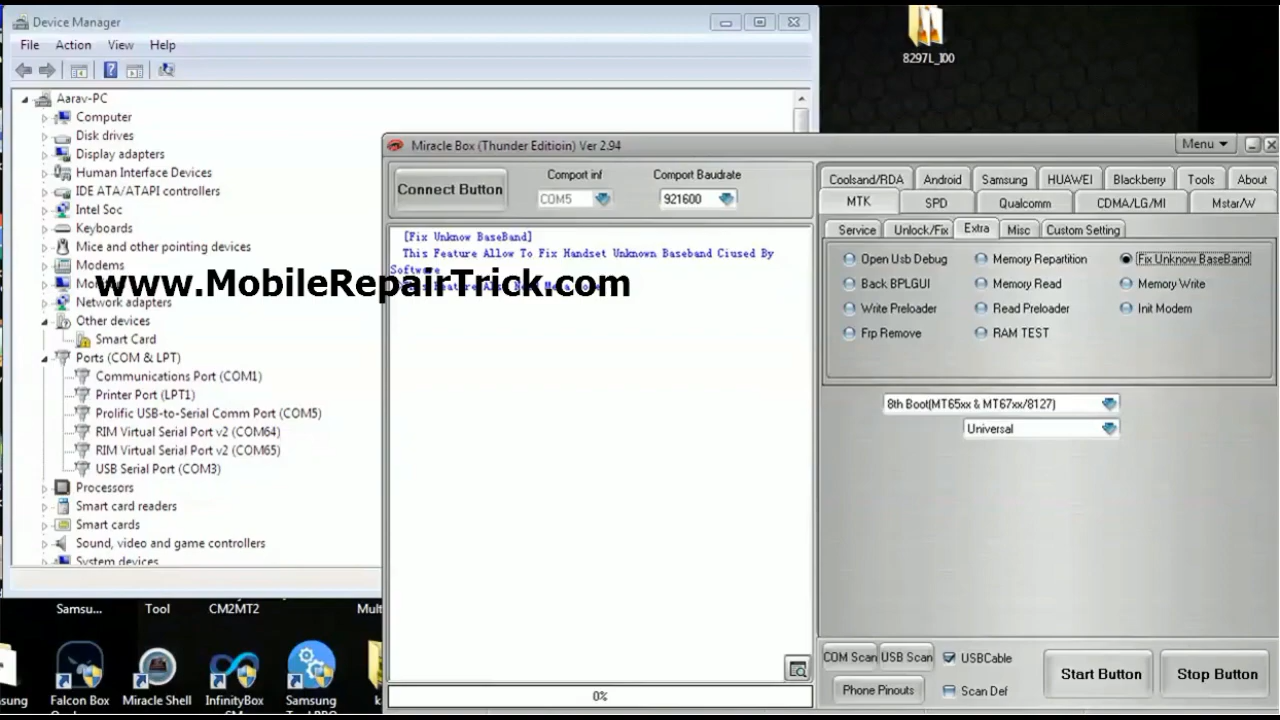 Device Manager
File Action View Help
Aarav-PC
Computer
Disk drives
Display adapters
Human Interface Devices
IDE ATA/ATAPI controllers
Intel Soc
Keyboards
Mice and other pointing devices
Modems
Network adapters
Other devices
Smart Card
Ports (COM & LPT)
Communications Port (COM1)
Printer Port (LPT1)
Prolific USB-to-Serial Comm Port (COM5)
RIM Virtual Serial Port v2 (COM64)
RIM Virtual Serial Port v2 (COM65)
USB Serial Port (COM3)
Processors
Smart card readers
Smart cards
Sound, video and game controllers
System devices
8297L_I00
Miracle Box (Thunder Editioin) Ver 2.94
Menu
Connect Button
Comport inf
COM5
Comport Baudrate
921600
[Fix Unknow BaseBand]
This Feature Allow To Fix Handset Unknown Baseband Ciused By
Software
This Feature
www.MobileRepairTrick.com
0%
Coolsand/RDA Android Samsung HUAWEI Blackberry Tools About
MTK SPD Qualcomm CDMA/LG/MI Mstar/W
Service Unlock/Fix Extra Misc Custom Setting
Open Usb Debug Memory Repartition Fix Unknow BaseBand
Back BPLGUI Memory Read Memory Write
Write Preloader Read Preloader Init Modem
Frp Remove RAM TEST
8th Boot(MT65xx & MT67xx/8127)
Universal
COM Scan USB Scan USBCable
Phone Pinouts Scan Def
Start Button Stop Button
Samsu... Tool CM2MT2
Falcon Box Miracle Shell InfinityBox Samsung